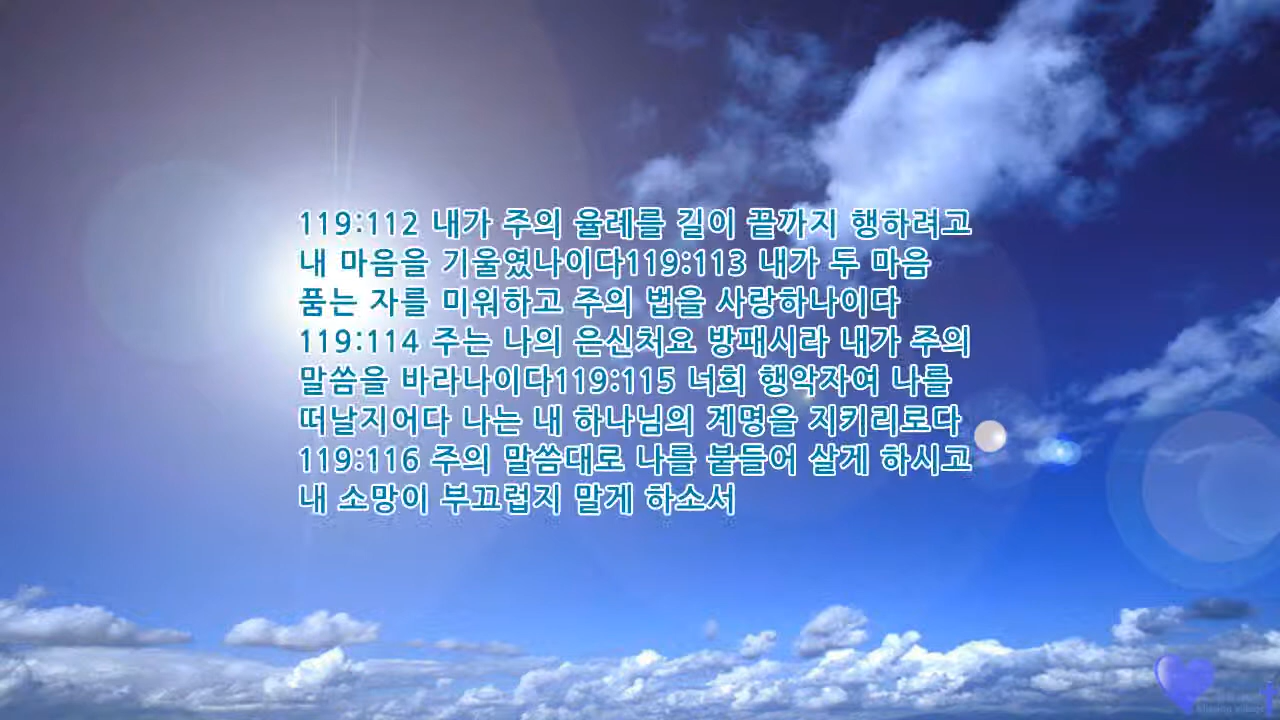 119:112 내가 주의 율례를 길이 끝까지 행하려고
내 마음을 기울였나이다119:113 내가 두 마음
품는 자를 미워하고 주의 법을 사랑하나이다
119:114 주는 나의 은신처요 방패시라 내가 주의
말씀을 바라나이다119:115 너희 행악자여 나를
떠날지어다 나는 내 하나님의 계명을 지키리로다
119:116 주의 말씀대로 나를 붙들어 살게 하시고
내 소망이 부끄럽지 말게 하소서